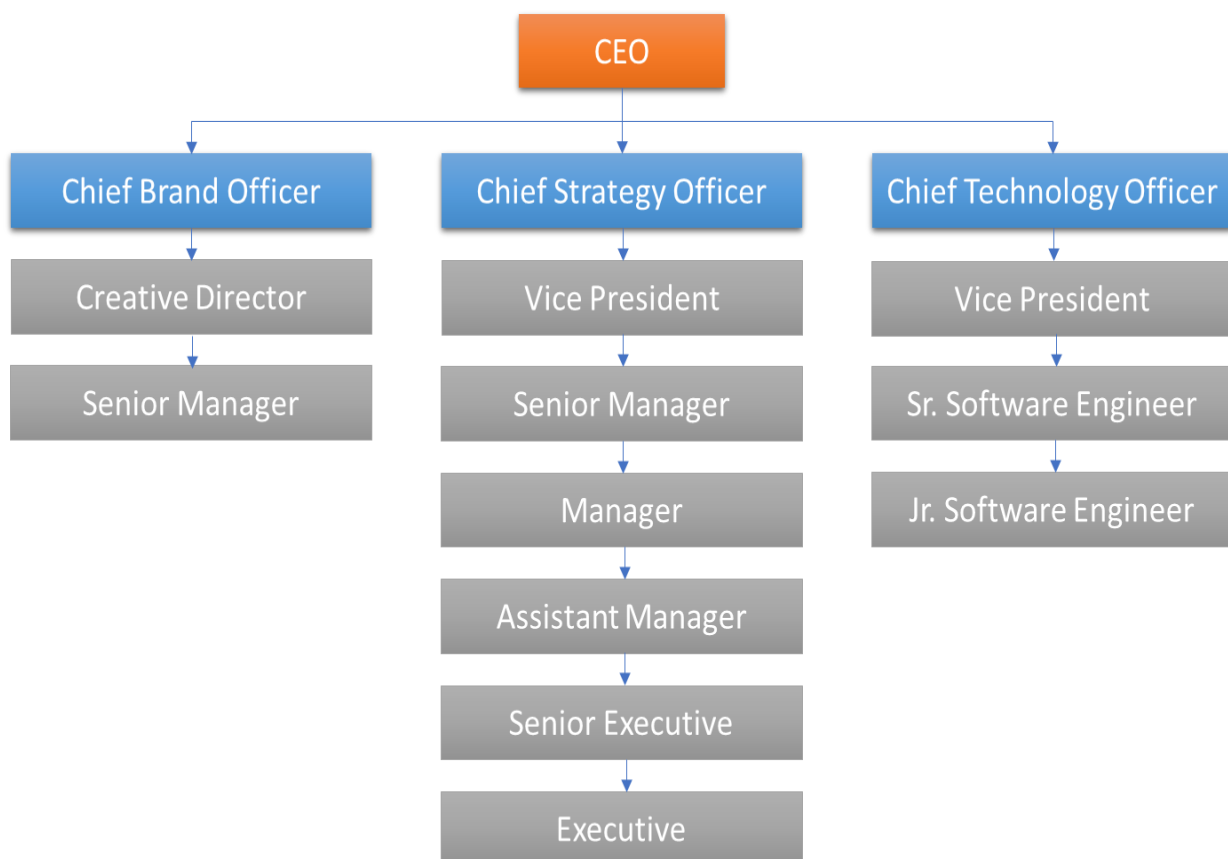 CEO
Chief Brand Officer
Chief Strategy Officer
Chief Technology Officer
Creative Director
Vice President
Vice President
Senior Manager
Senior Manager
Sr. Software Engineer
Manager
Jr. Software Engineer
Assistant Manager
Senior Executive
Executive